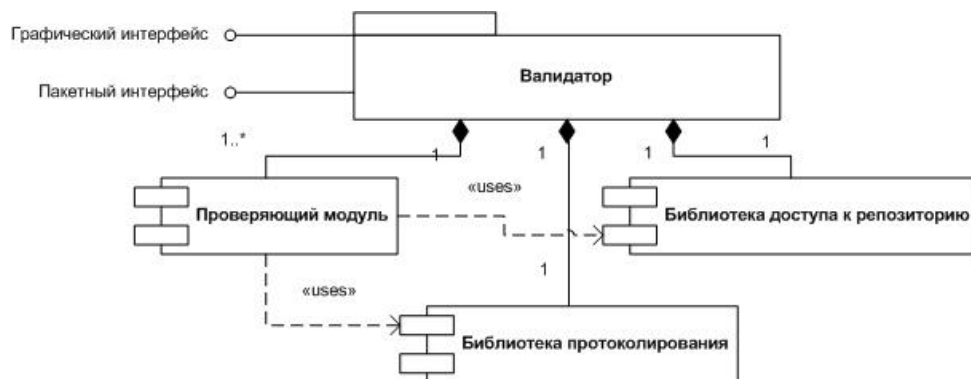 Графический интерфейс
Валидатор
Пакетный интерфейс
1..*
1
1
1
1
«uses»
Проверяющий модуль
Библиотека доступа к репозиторию
1
«uses»
Библиотека протоколирования